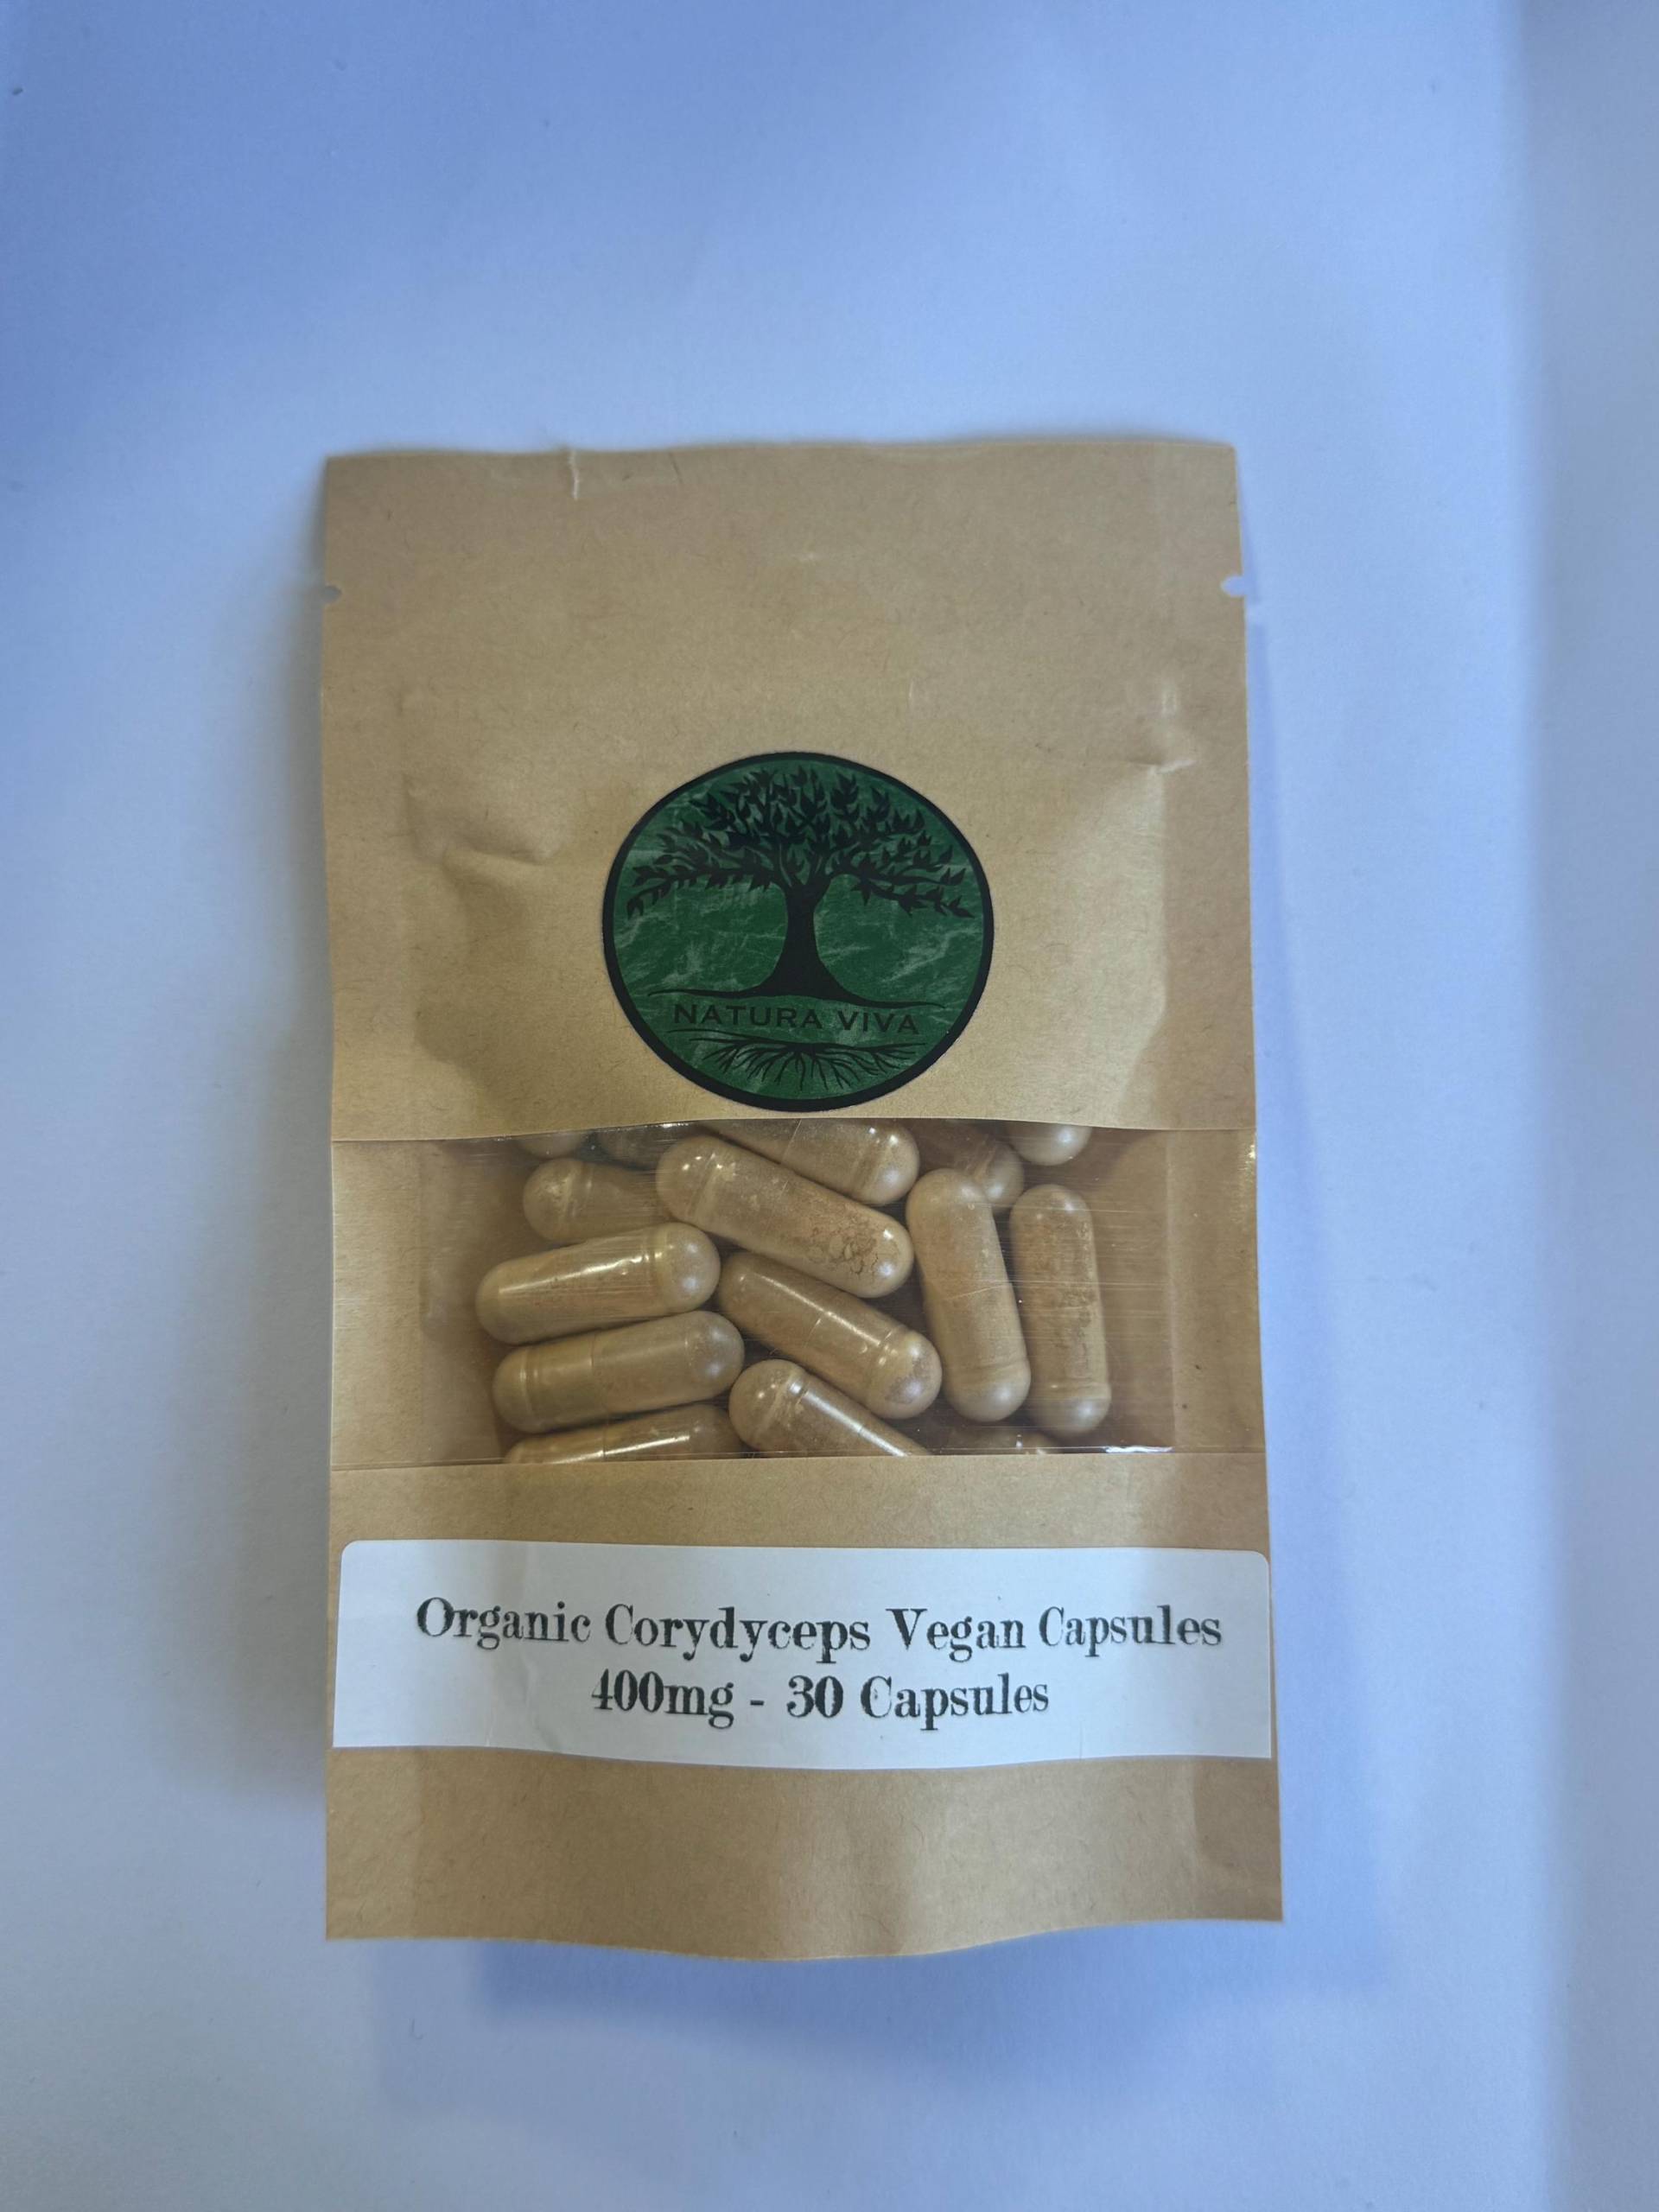 NATURA VIVA
Organic Corydyceps Vegan Capsules
400mg - 30 Capsules